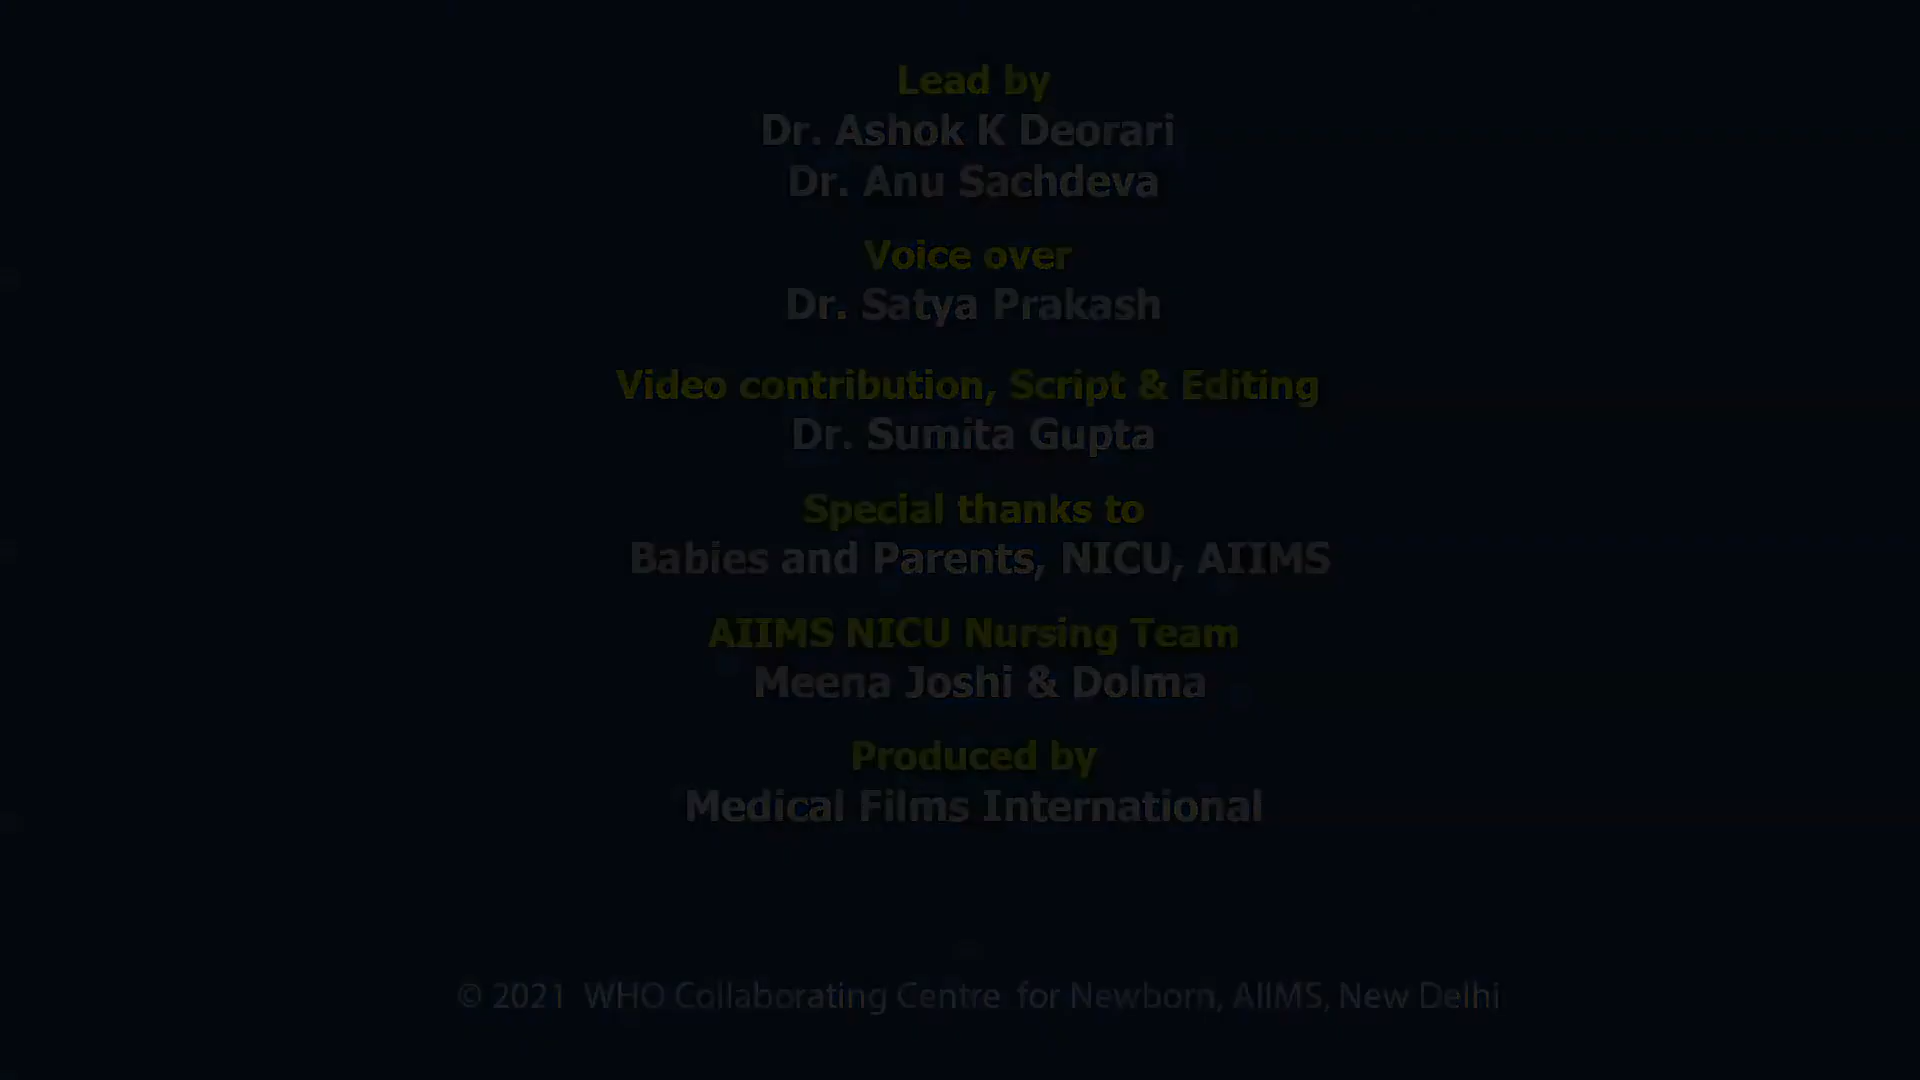 Lead by
Dr. Ashok K Deorari
Dr. Anu Sachdeva
Voice over
Dr. Satya Prakash
Video contribution, Script & Editing
Dr. Sumita Gupta
Special thanks to
Babies and Parents, NICU, AIIMS
AIIMS NICU Nursing Team
Meena Joshi & Dolma
Produced by
Medical Films International
© 2021 WHO Collaborating Centre for Newborn, AIIMS, New Delhi